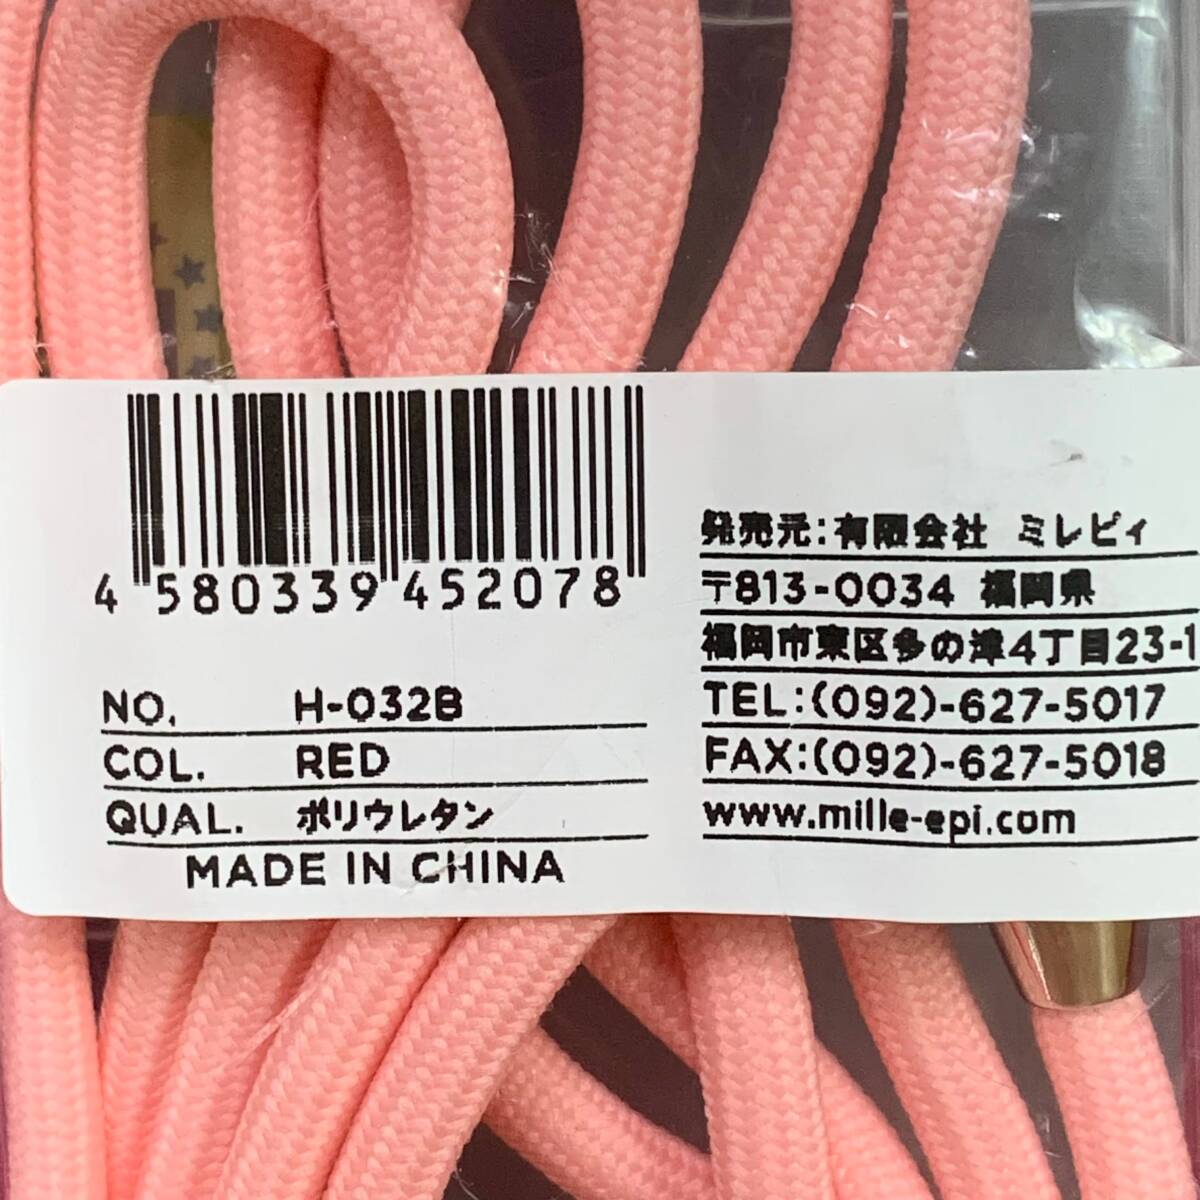 4 580339 452078
NO. H-032B
COL. RED
QUAL. ポリウレタン
MADE IN CHINA
発売元:有限会社 ミレピィ
〒813-0034 福岡県
福岡市東区多の津4丁目23-1
TEL:(092)-627-5017
FAX:(092)-627-5018
www.mille-epi.com